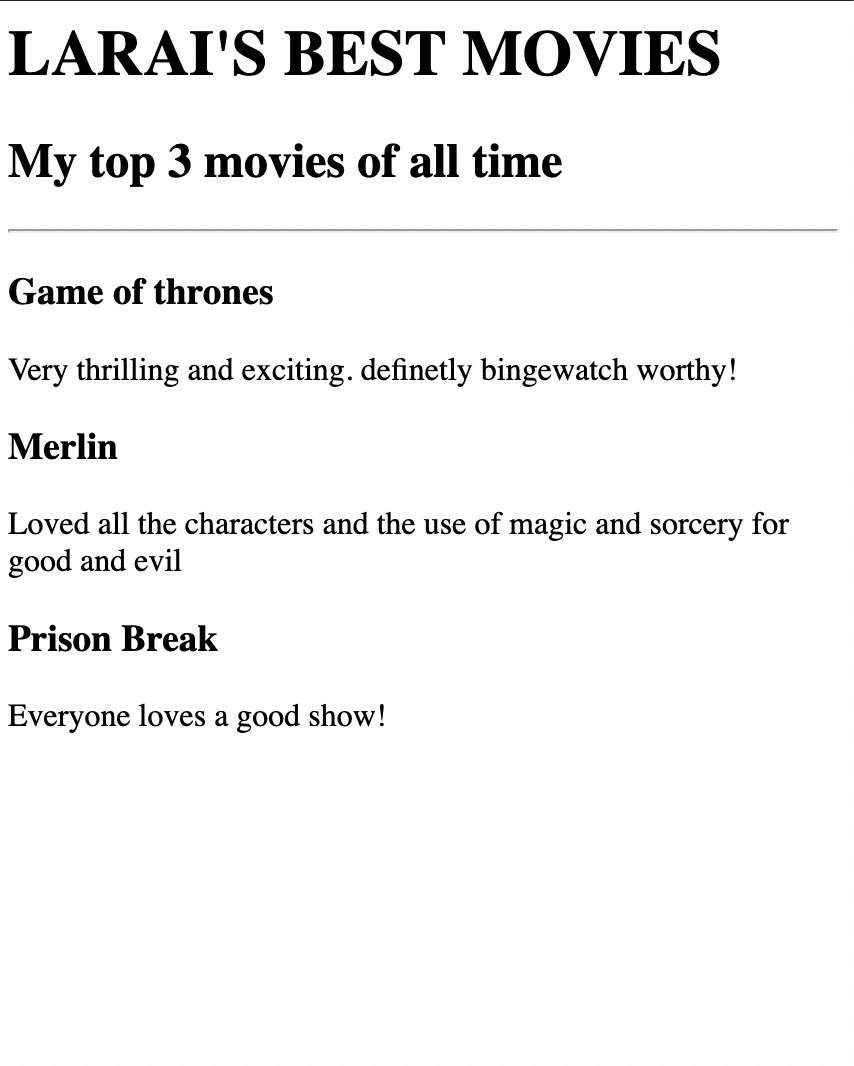 LARAI'S BEST MOVIES
My top 3 movies of all time
Game of thrones
Very thrilling and exciting. definetly bingewatch worthy!
Merlin
Loved all the characters and the use of magic and sorcery for
good and evil
Prison Break
Everyone loves a good show!